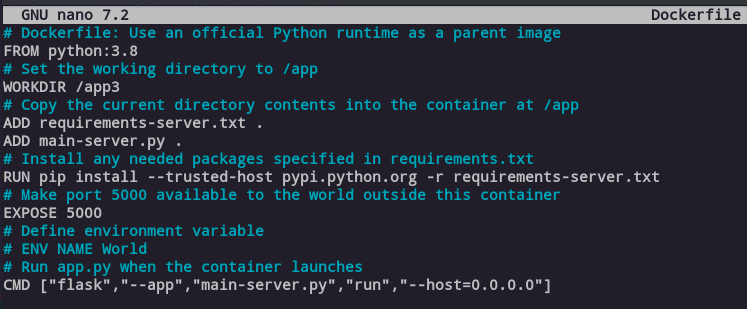 GNU nano 7.2 Dockerfile
# Dockerfile: Use an official Python runtime as a parent image
FROM python:3.8
# Set the working directory to /app
WORKDIR /app3
# Copy the current directory contents into the container at /app
ADD requirements-server.txt .
ADD main-server.py .
# Install any needed packages specified in requirements.txt
RUN pip install --trusted-host pypi.python.org -r requirements-server.txt
# Make port 5000 available to the world outside this container
EXPOSE 5000
# Define environment variable
# ENV NAME World
# Run app.py when the container launches
CMD ["flask","--app","main-server.py","run","--host=0.0.0.0"]